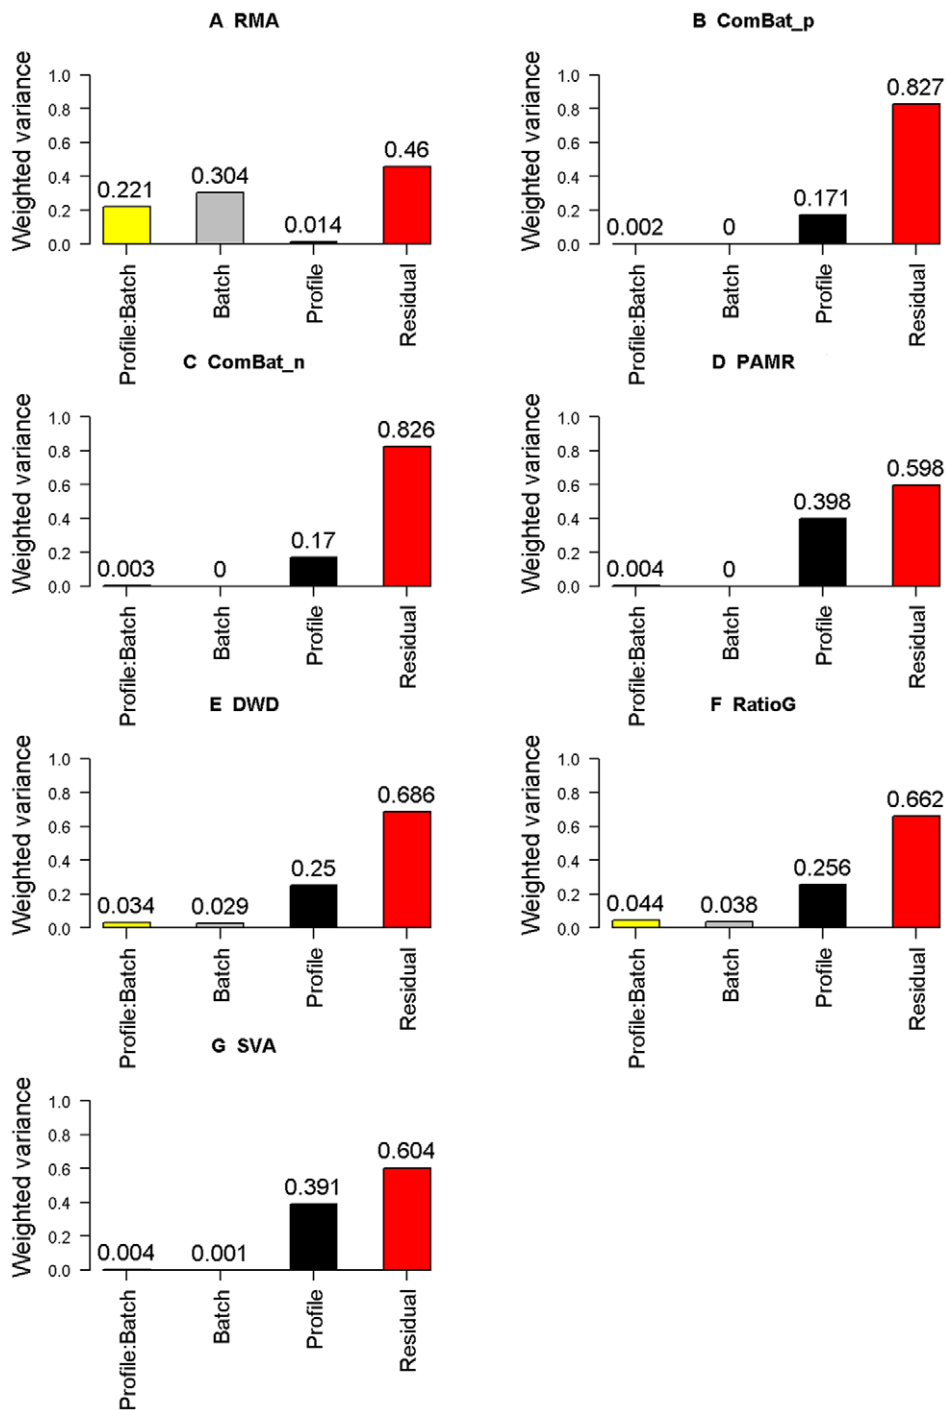 A RMA
Weighted variance
1.0
0.8
0.6
0.4
0.2
0.0
0.221
0.304
0.014
0.46
Profile:Batch
Batch
Profile
Residual
B ComBat_p
Weighted variance
1.0
0.8
0.6
0.4
0.2
0.0
0.002
0
0.171
0.827
Profile:Batch
Batch
Profile
Residual
C ComBat_n
Weighted variance
1.0
0.8
0.6
0.4
0.2
0.0
0.003
0
0.17
0.826
Profile:Batch
Batch
Profile
Residual
D PAMR
Weighted variance
1.0
0.8
0.6
0.4
0.2
0.0
0.004
0
0.398
0.598
Profile:Batch
Batch
Profile
Residual
E DWD
Weighted variance
1.0
0.8
0.6
0.4
0.2
0.0
0.034
0.029
0.25
0.686
Profile:Batch
Batch
Profile
Residual
F RatioG
Weighted variance
1.0
0.8
0.6
0.4
0.2
0.0
0.044
0.038
0.256
0.662
Profile:Batch
Batch
Profile
Residual
G SVA
Weighted variance
1.0
0.8
0.6
0.4
0.2
0.0
0.004
0.001
0.391
0.604
Profile:Batch
Batch
Profile
Residual